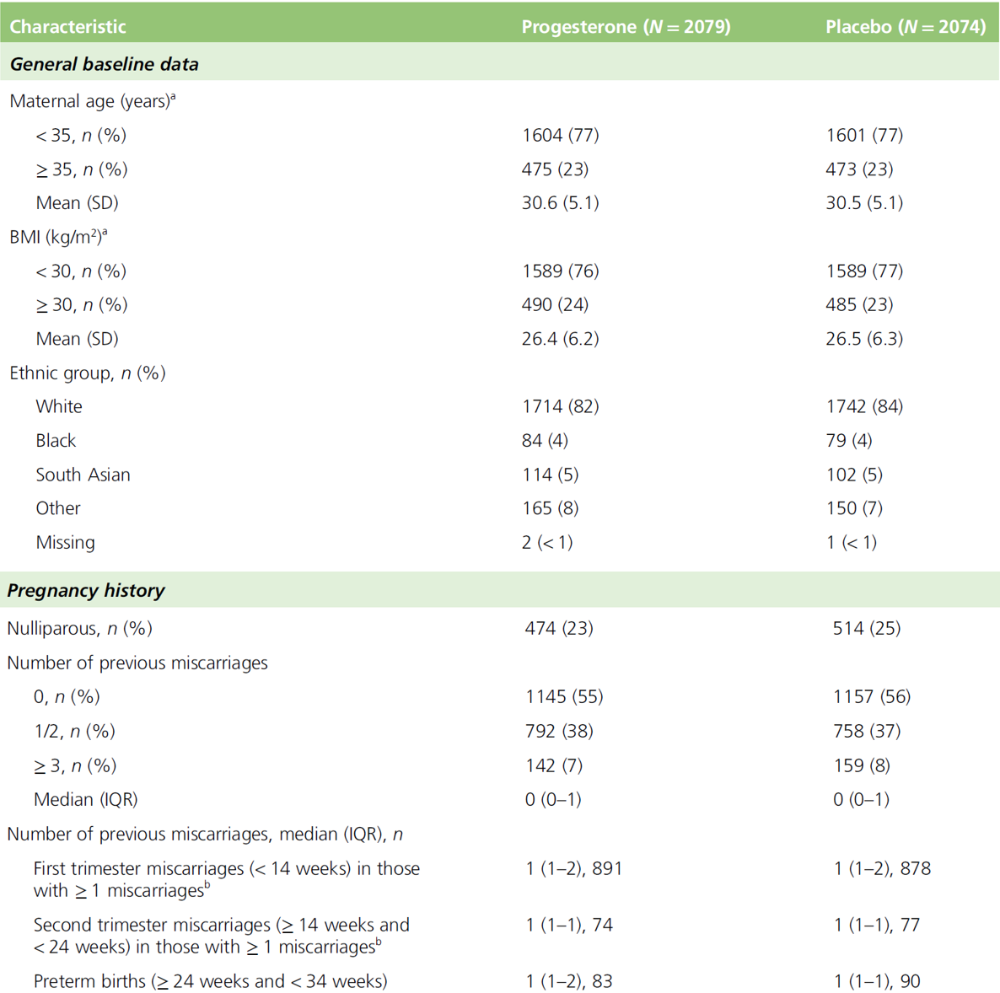 Characteristic Progesterone (N = 2079) Placebo (N = 2074)
General baseline data
Maternal age (years)ᵃ
< 35, n (%) 1604 (77) 1601 (77)
≥ 35, n (%) 475 (23) 473 (23)
Mean (SD) 30.6 (5.1) 30.5 (5.1)
BMI (kg/m²)ᵃ
< 30, n (%) 1589 (76) 1589 (77)
≥ 30, n (%) 490 (24) 485 (23)
Mean (SD) 26.4 (6.2) 26.5 (6.3)
Ethnic group, n (%)
White 1714 (82) 1742 (84)
Black 84 (4) 79 (4)
South Asian 114 (5) 102 (5)
Other 165 (8) 150 (7)
Missing 2 (< 1) 1 (< 1)
Pregnancy history
Nulliparous, n (%) 474 (23) 514 (25)
Number of previous miscarriages
0, n (%) 1145 (55) 1157 (56)
1/2, n (%) 792 (38) 758 (37)
≥ 3, n (%) 142 (7) 159 (8)
Median (IQR) 0 (0–1) 0 (0–1)
Number of previous miscarriages, median (IQR), n
First trimester miscarriages (< 14 weeks) in those 1 (1–2), 891 1 (1–2), 878
with ≥ 1 miscarriagesᵇ
Second trimester miscarriages (≥ 14 weeks and 1 (1–1), 74 1 (1–1), 77
< 24 weeks) in those with ≥ 1 miscarriagesᵇ
Preterm births (≥ 24 weeks and < 34 weeks) 1 (1–2), 83 1 (1–1), 90